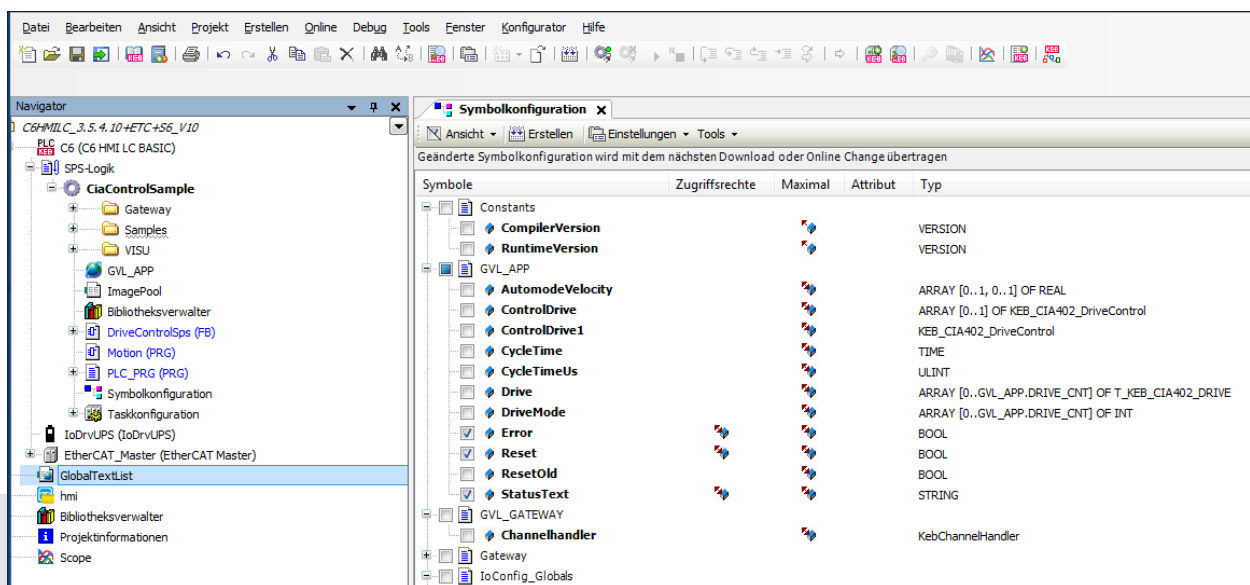 Datei Bearbeiten Ansicht Projekt Erstellen Online Debug Tools Fenster Konfigurator Hilfe
Navigator
C6HMILC_3.5.4.10+ETC+S6_V10
PLC KEB C6 (C6 HMI LC BASIC)
SPS-Logik
CiaControlSample
Gateway
Samples
VISU
GVL_APP
ImagePool
Bibliotheksverwalter
DriveControlSps (FB)
Motion (PRG)
PLC_PRG (PRG)
Symbolkonfiguration
Taskkonfiguration
IoDrvUPS (IoDrvUPS)
EtherCAT_Master (EtherCAT Master)
GlobalTextList
hmi
Bibliotheksverwalter
Projektinformationen
Scope
Symbolkonfiguration
Ansicht Erstellen Einstellungen Tools
Geänderte Symbolkonfiguration wird mit dem nächsten Download oder Online Change übertragen
Symbole Zugriffsrechte Maximal Attribut Typ
Constants
CompilerVersion VERSION
RuntimeVersion VERSION
GVL_APP
AutomodeVelocity ARRAY [0..1, 0..1] OF REAL
ControlDrive ARRAY [0..1] OF KEB_CIA402_DriveControl
ControlDrive1 KEB_CIA402_DriveControl
CycleTime TIME
CycleTimeUs ULINT
Drive ARRAY [0..GVL_APP.DRIVE_CNT] OF T_KEB_CIA402_DRIVE
DriveMode ARRAY [0..GVL_APP.DRIVE_CNT] OF INT
Error BOOL
Reset BOOL
ResetOld BOOL
StatusText STRING
GVL_GATEWAY
Channelhandler KebChannelHandler
Gateway
IoConfig_Globals